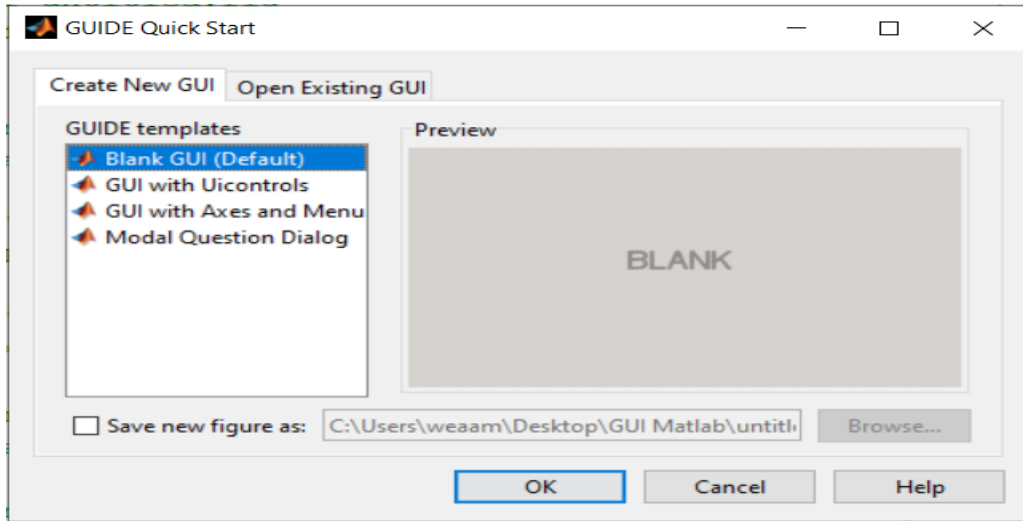 GUIDE Quick Start
Create New GUI
Open Existing GUI
GUIDE templates
Preview
Blank GUI (Default)
GUI with Uicontrols
GUI with Axes and Menu
Modal Question Dialog
BLANK
Save new figure as:
C:\Users\weaam\Desktop\GUI Matlab\untitl
Browse...
OK
Cancel
Help